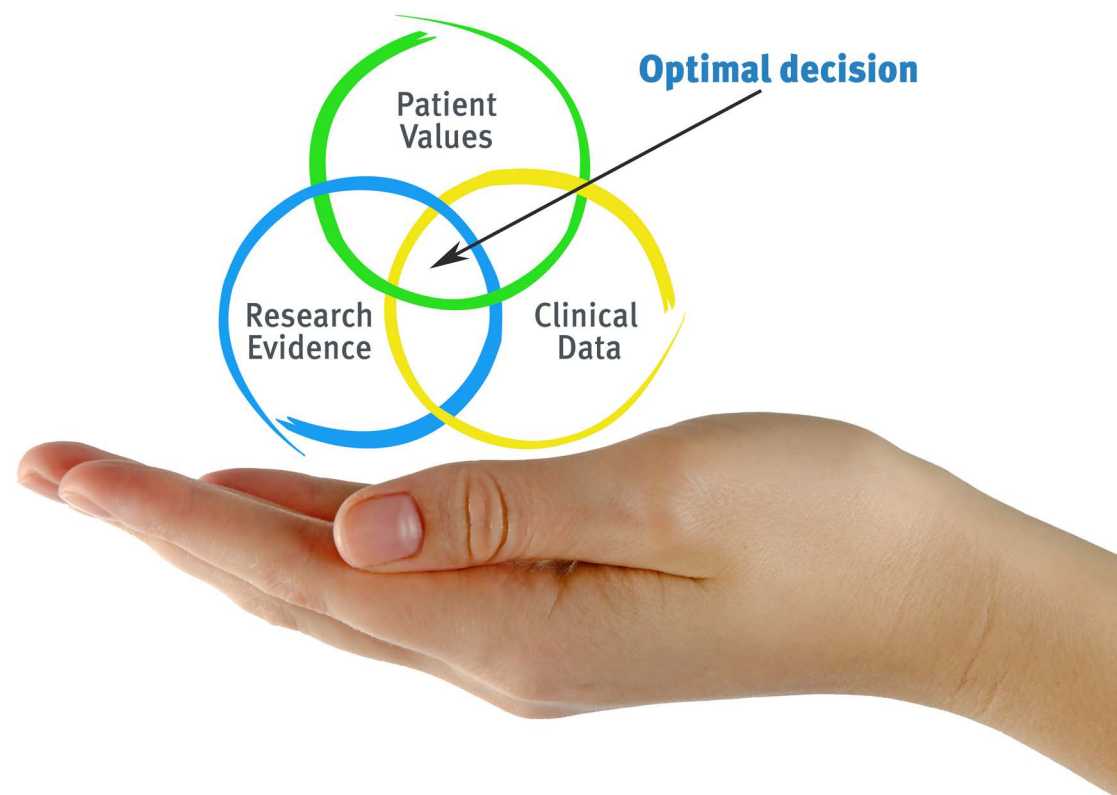 Optimal decision
Patient
Values
Research
Evidence
Clinical
Data